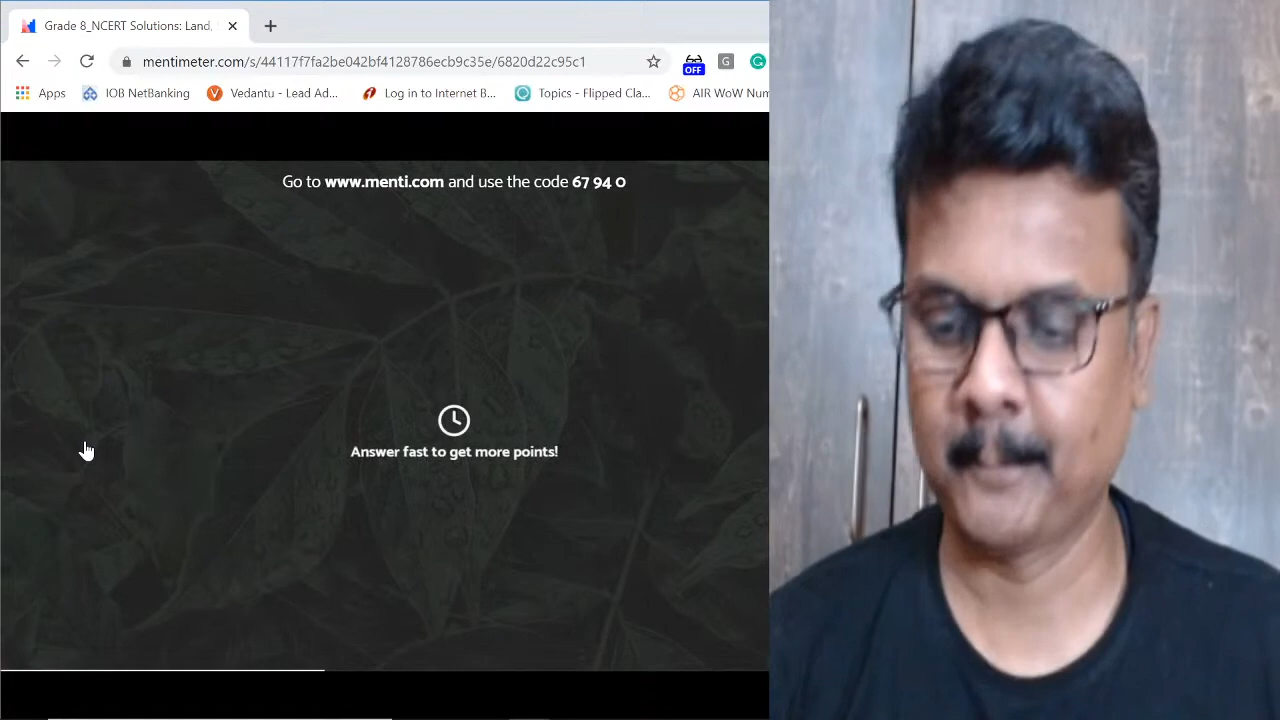 Grade 8_NCERT Solutions: Land,
mentimeter.com/s/44117f7fa2be042bf4128786ecb9c35e/6820d22c95c1
OFF
G
Apps
IOB NetBanking
Vedantu - Lead Ad...
Log in to Internet B...
Topics - Flipped Cla...
AIR WoW Num
Go to www.menti.com and use the code 67 94 0
Answer fast to get more points!